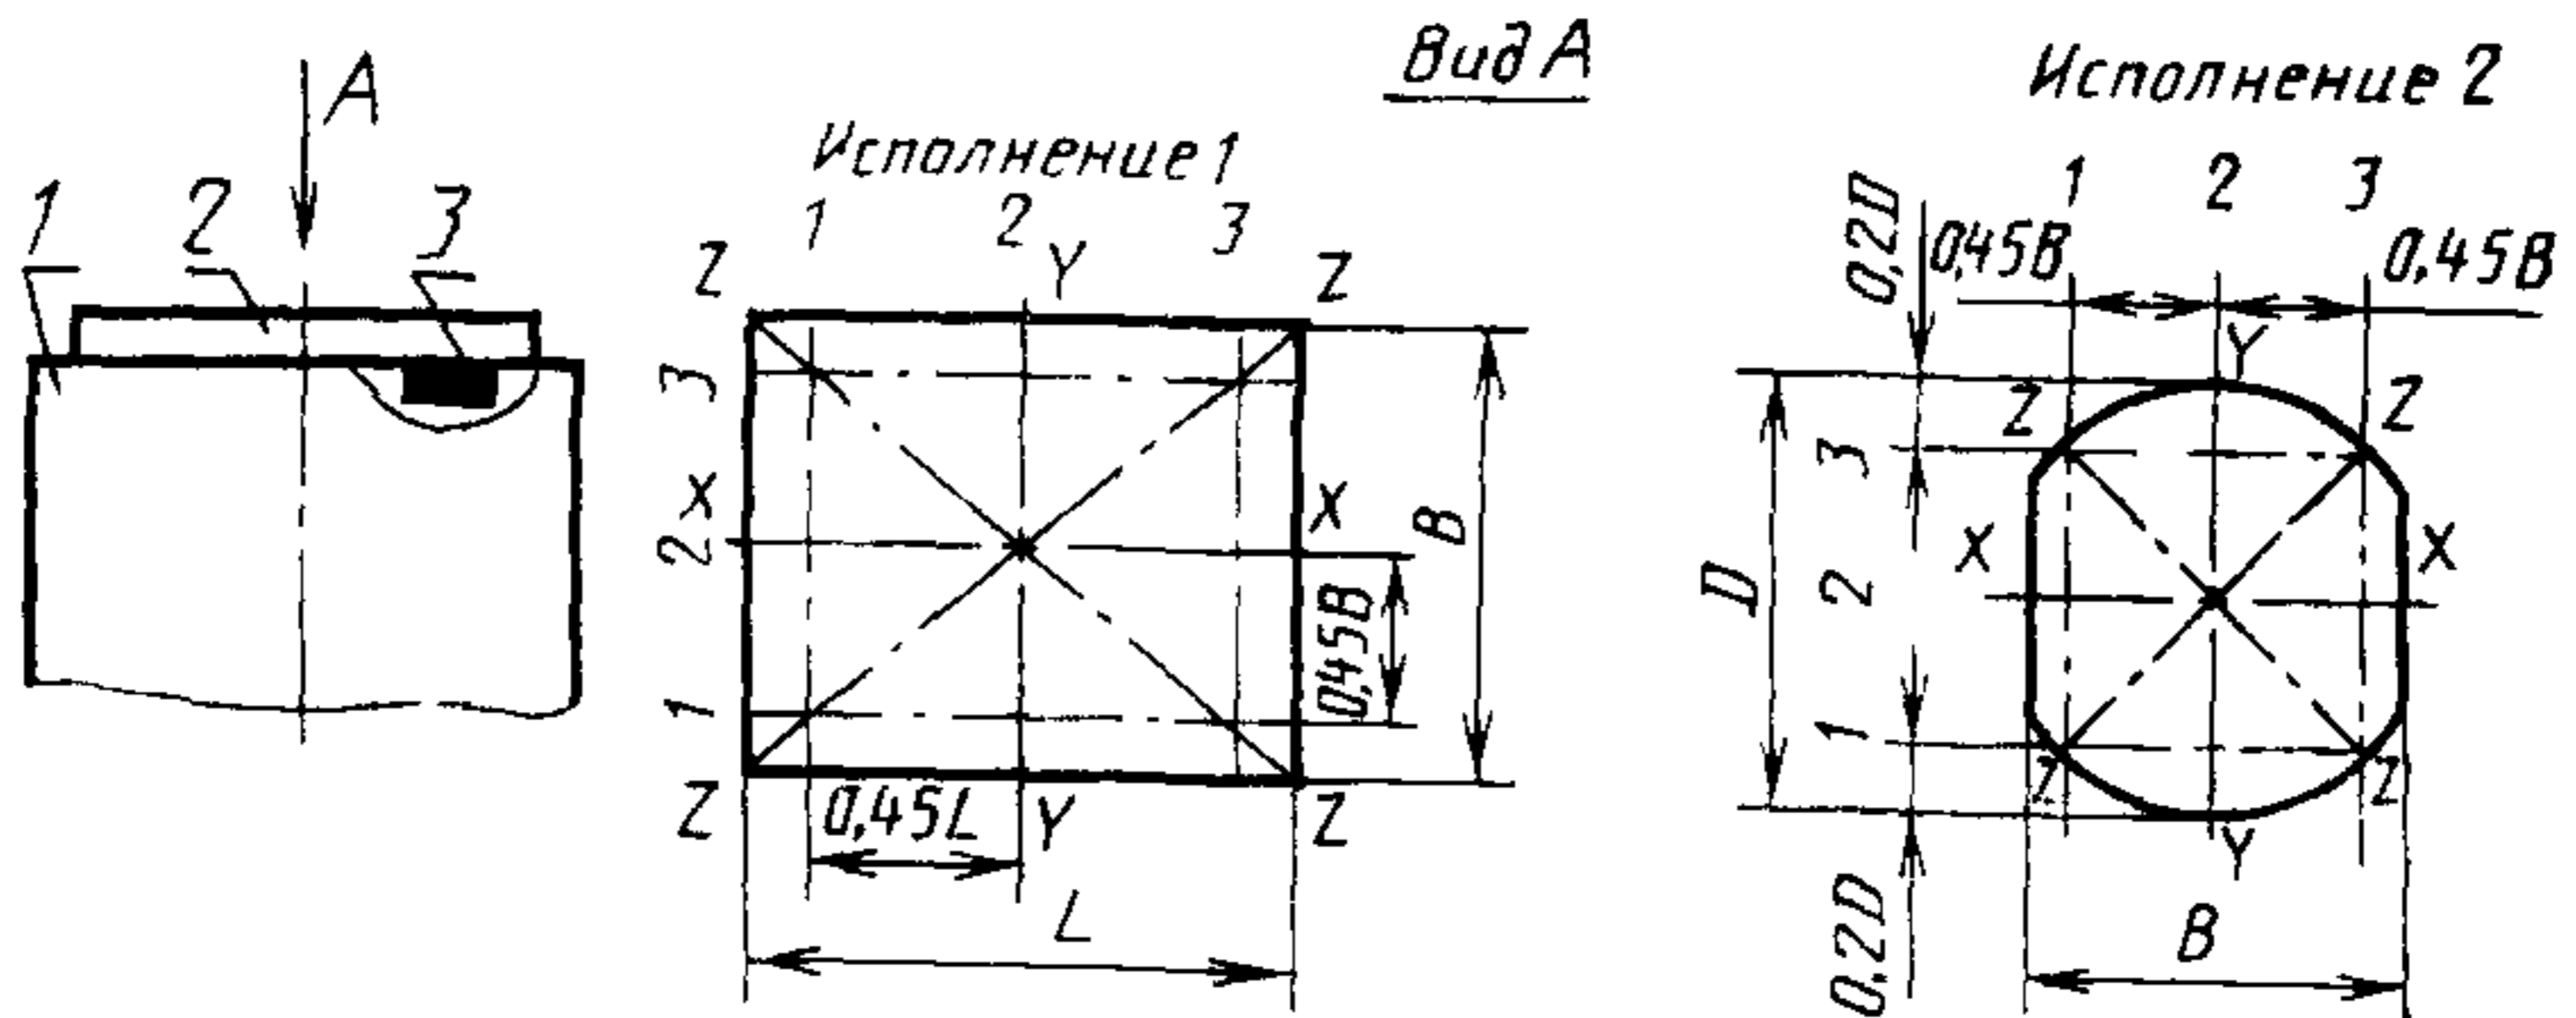 Вид А
А
1 2 3
Исполнение 1
1 2 3
Z Y Z
3
X X
2
1
B
0,45B
Z Y Z
0,45L
L
Исполнение 2
1 2 3
0,2D
0,45B 0,45B
Y
Z Z
3
X X
2
D
1
Z Z
Y
0,2D
B